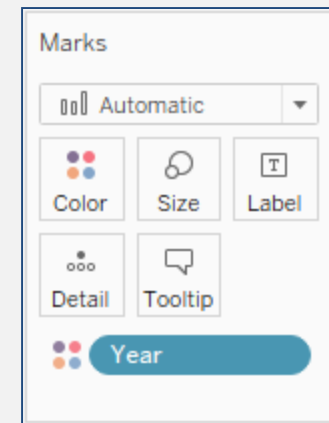 Marks
Automatic
Color Size Label
T
Detail Tooltip
Year